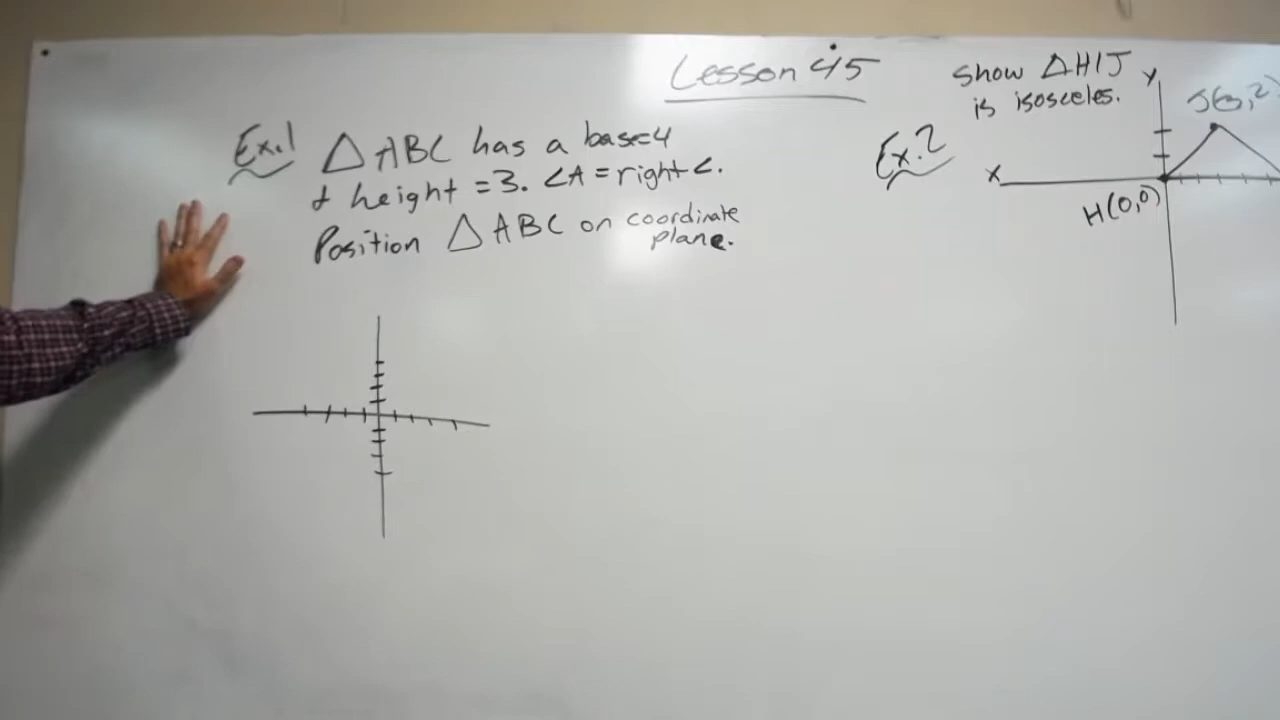 Lesson 45
Ex.1 △ABC has a base=4
+ height =3. ∠A = right ∠.
Position △ABC on coordinate
plane.
Show △HIJ
is isosceles.
Ex.2
y
J(3,2)
x
H(0,0)